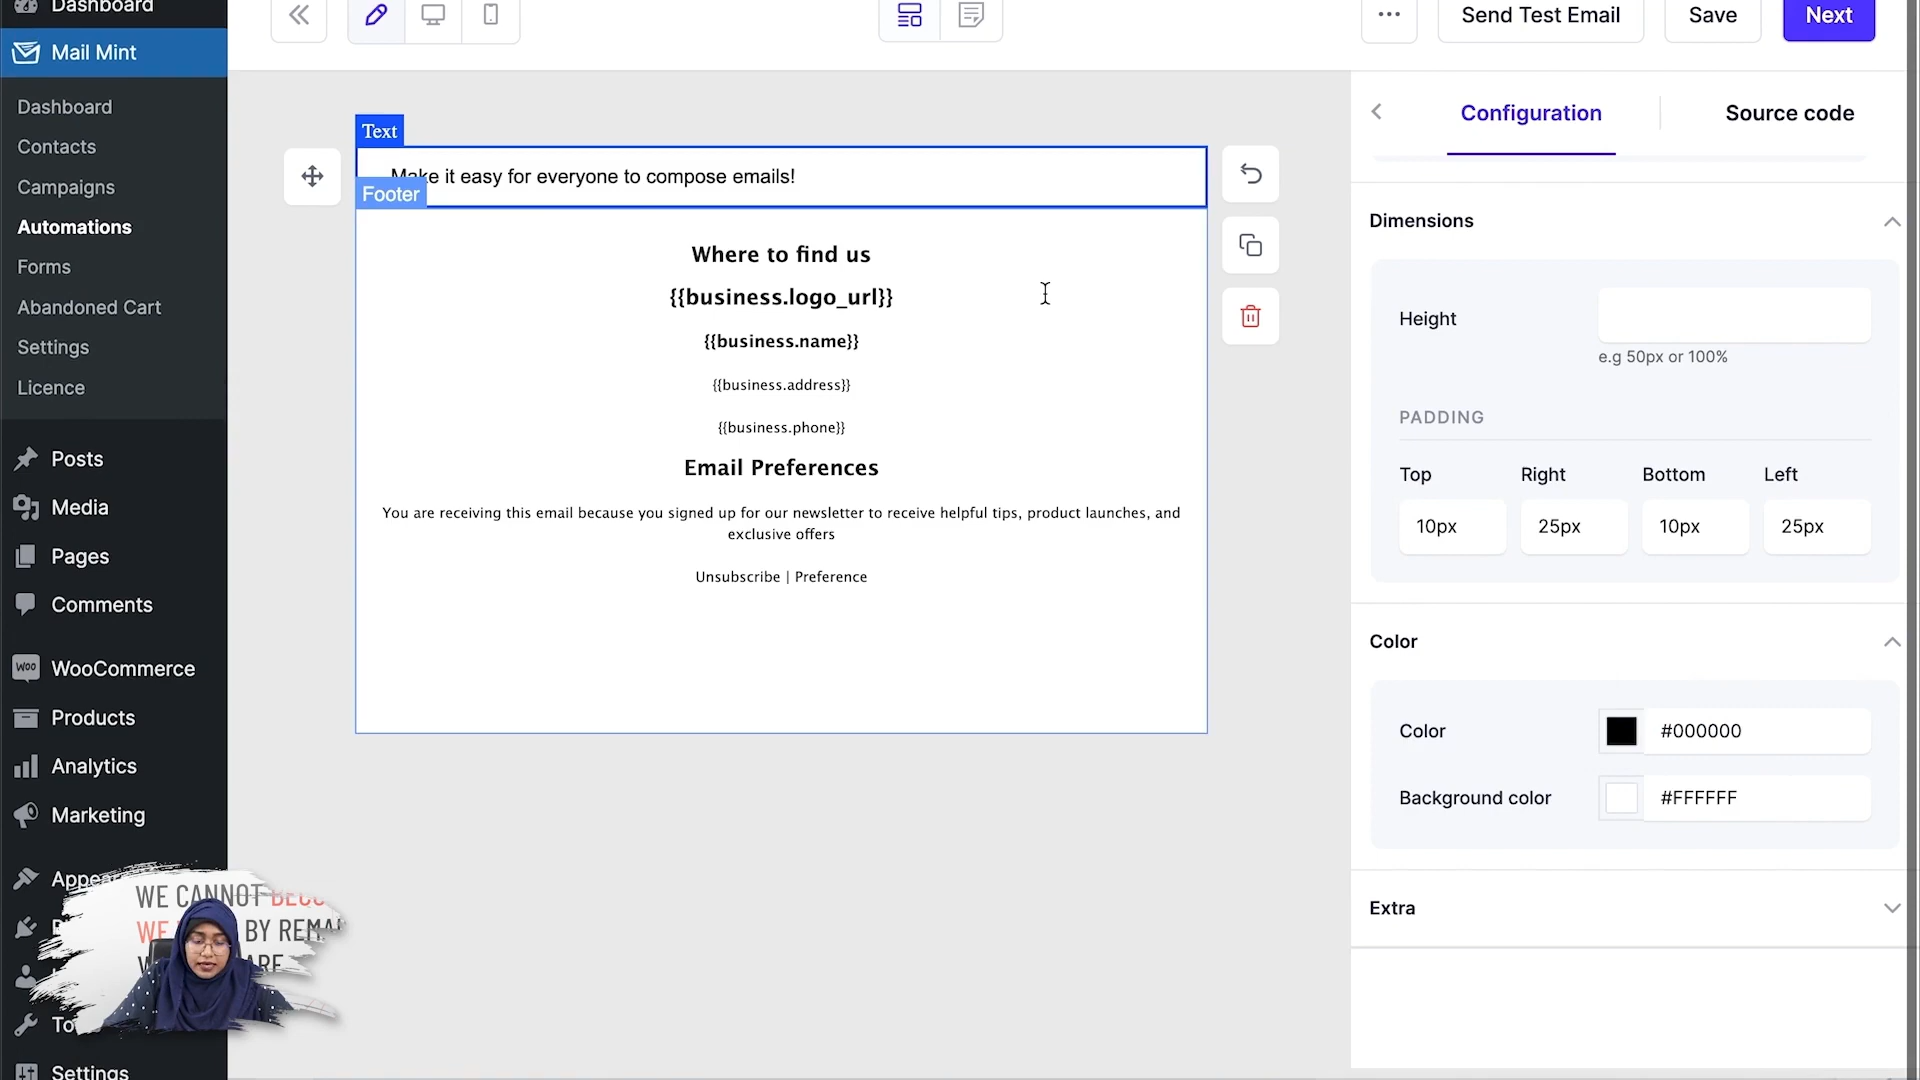 Dashboard
Mail Mint
Dashboard
Contacts
Campaigns
Automations
Forms
Abandoned Cart
Settings
Licence
Posts
Media
Pages
Comments
WooCommerce
Products
Analytics
Marketing
Settings
WE CANNOT
WE BY
Send Test Email
Save
Next
Text
Make it easy for everyone to compose emails!
Footer
Where to find us
{{business.logo_url}}
{{business.name}}
{{business.address}}
{{business.phone}}
Email Preferences
You are receiving this email because you signed up for our newsletter to receive helpful tips, product launches, and
exclusive offers
Unsubscribe | Preference
Configuration
Source code
Dimensions
Height
e.g 50px or 100%
PADDING
Top Right Bottom Left
10px 25px 10px 25px
Color
Color #000000
Background color #FFFFFF
Extra